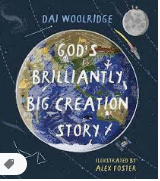 DAI WOOLRIDGE
GOD'S
BRILLIANTLY
BIG CREATION
STORY
ILLUSTRATED BY
ALEX FOSTER